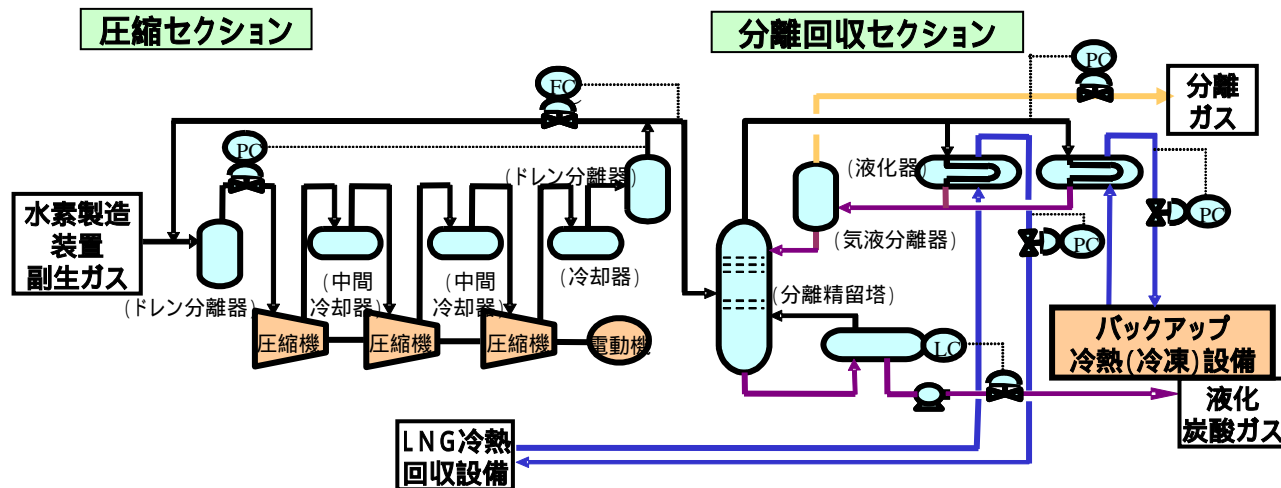 圧縮セクション
分離回収セクション
PC
分離
ガス
FC
PC
(ドレン分離器)
(液化器)
水素製造
装置
副生ガス
PC
PC
(気液分離器)
(中間
冷却器)
(中間
冷却器)
(冷却器)
(ドレン分離器)
(分離精留塔)
圧縮機
圧縮機
圧縮機
電動機
LC
バックアップ
冷熱(冷凍)設備
液化
炭酸ガス
LNG冷熱
回収設備